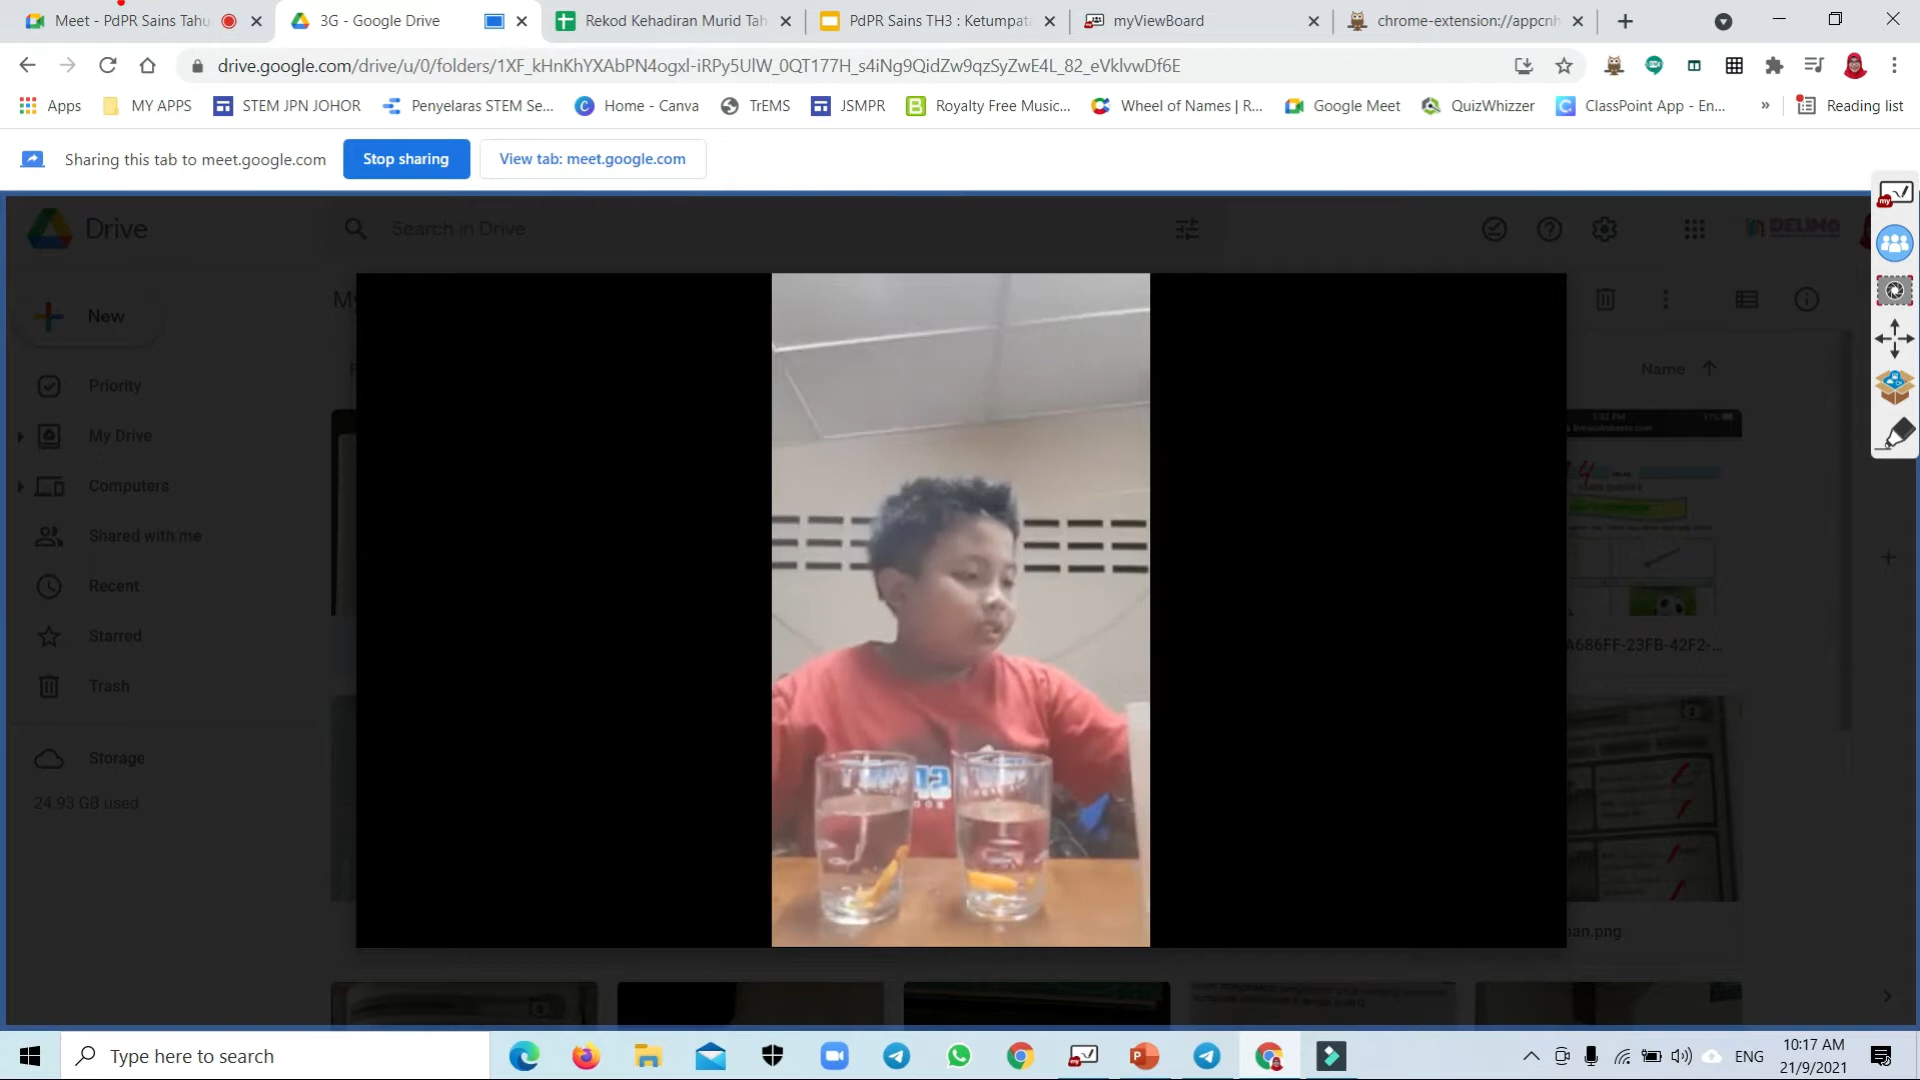 Meet - PdPR Sains Tahu
3G - Google Drive
Rekod Kehadiran Murid Tah
PdPR Sains TH3 : Ketumpata
myViewBoard
chrome-extension://appcnh
drive.google.com/drive/u/0/folders/1XF_kHnKhYXAbPN4ogxl-iRPy5UlW_0QT177H_s4iNg9QidZw9qzSyZwE4L_82_eVklvwDf6E
Apps
MY APPS
STEM JPN JOHOR
Penyelaras STEM Se...
Home - Canva
TrEMS
JSMPR
Royalty Free Music...
Wheel of Names | R...
Google Meet
QuizWhizzer
ClassPoint App - En...
»
Reading list
Sharing this tab to meet.google.com
Stop sharing
View tab: meet.google.com
my
Drive
Search in Drive
DELIMa
New
My
Priority
Name
My Drive
Computers
Shared with me
Recent
A686FF-23FB-42F2-...
Starred
Trash
Storage
24.93 GB used
man.png
Type here to search
ENG
10:17 AM
21/9/2021